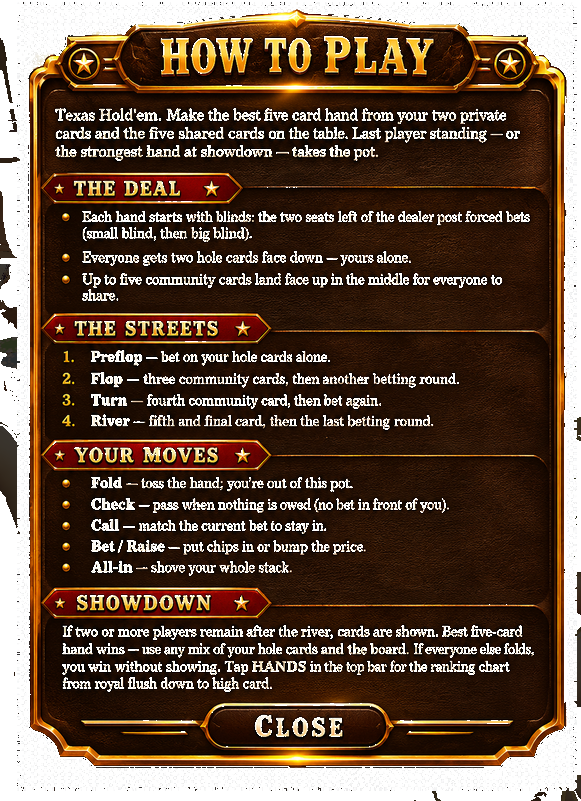 HOW TO PLAY
Texas Hold'em. Make the best five card hand from your two private
cards and the five shared cards on the table. Last player standing — or
the strongest hand at showdown — takes the pot.
THE DEAL
• Each hand starts with blinds: the two seats left of the dealer post forced bets
(small blind, then big blind).
• Everyone gets two hole cards face down — yours alone.
• Up to five community cards land face up in the middle for everyone to
share.
THE STREETS
1. Preflop — bet on your hole cards alone.
2. Flop — three community cards, then another betting round.
3. Turn — fourth community card, then bet again.
4. River — fifth and final card, then the last betting round.
YOUR MOVES
• Fold — toss the hand; you're out of this pot.
• Check — pass when nothing is owed (no bet in front of you).
• Call — match the current bet to stay in.
• Bet / Raise — put chips in or bump the price.
• All-in — shove your whole stack.
SHOWDOWN
If two or more players remain after the river, cards are shown. Best five-card
hand wins — use any mix of your hole cards and the board. If everyone else folds,
you win without showing. Tap HANDS in the top bar for the ranking chart
from royal flush down to high card.
CLOSE